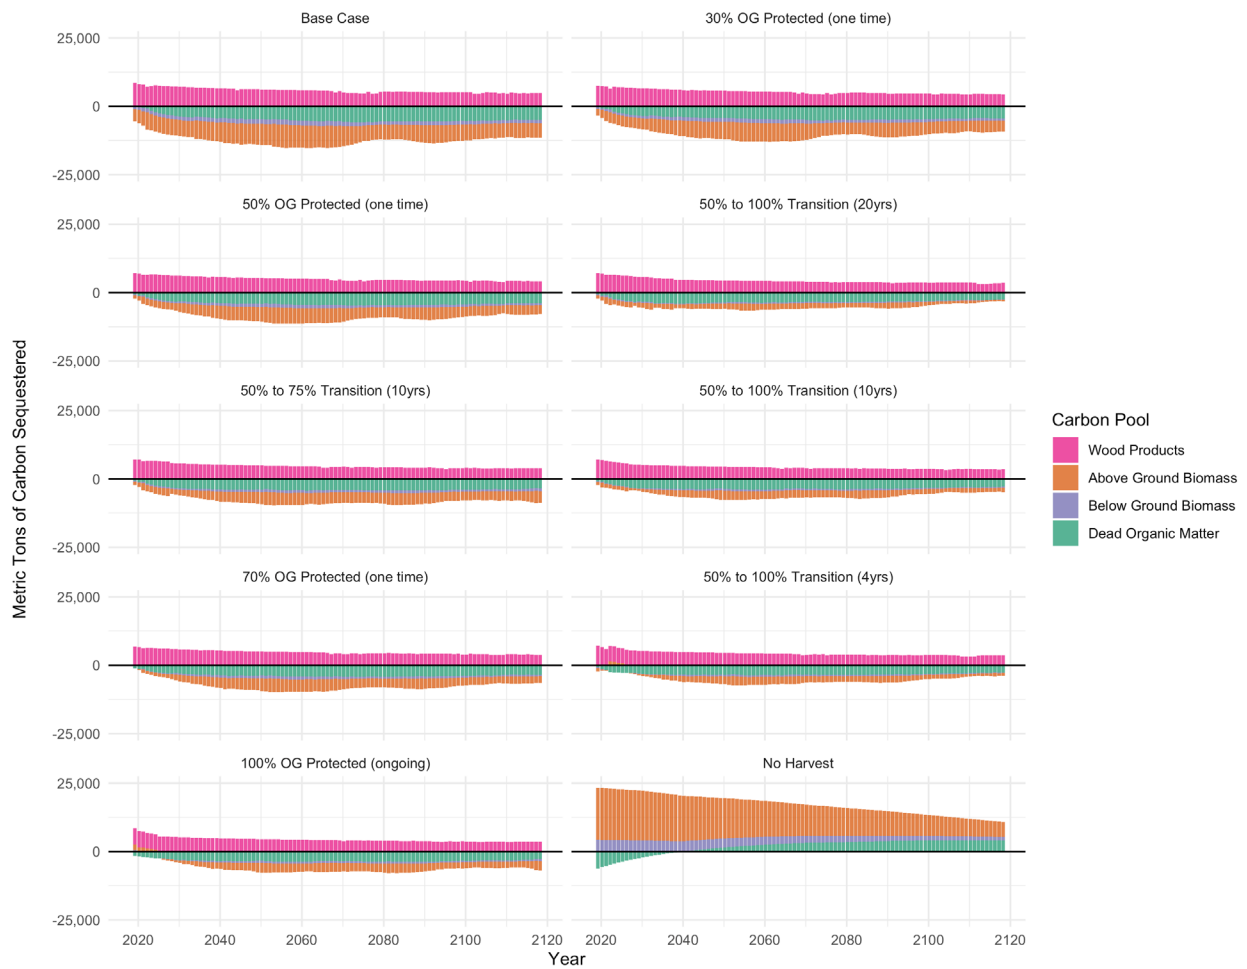 Base Case
30% OG Protected (one time)
25,000
0
-25,000
50% OG Protected (one time)
50% to 100% Transition (20yrs)
25,000
0
-25,000
50% to 75% Transition (10yrs)
50% to 100% Transition (10yrs)
25,000
0
-25,000
70% OG Protected (one time)
50% to 100% Transition (4yrs)
25,000
0
-25,000
100% OG Protected (ongoing)
No Harvest
25,000
0
-25,000
2020 2040 2060 2080 2100 2120
2020 2040 2060 2080 2100 2120
Year
Metric Tons of Carbon Sequestered
Carbon Pool
Wood Products
Above Ground Biomass
Below Ground Biomass
Dead Organic Matter